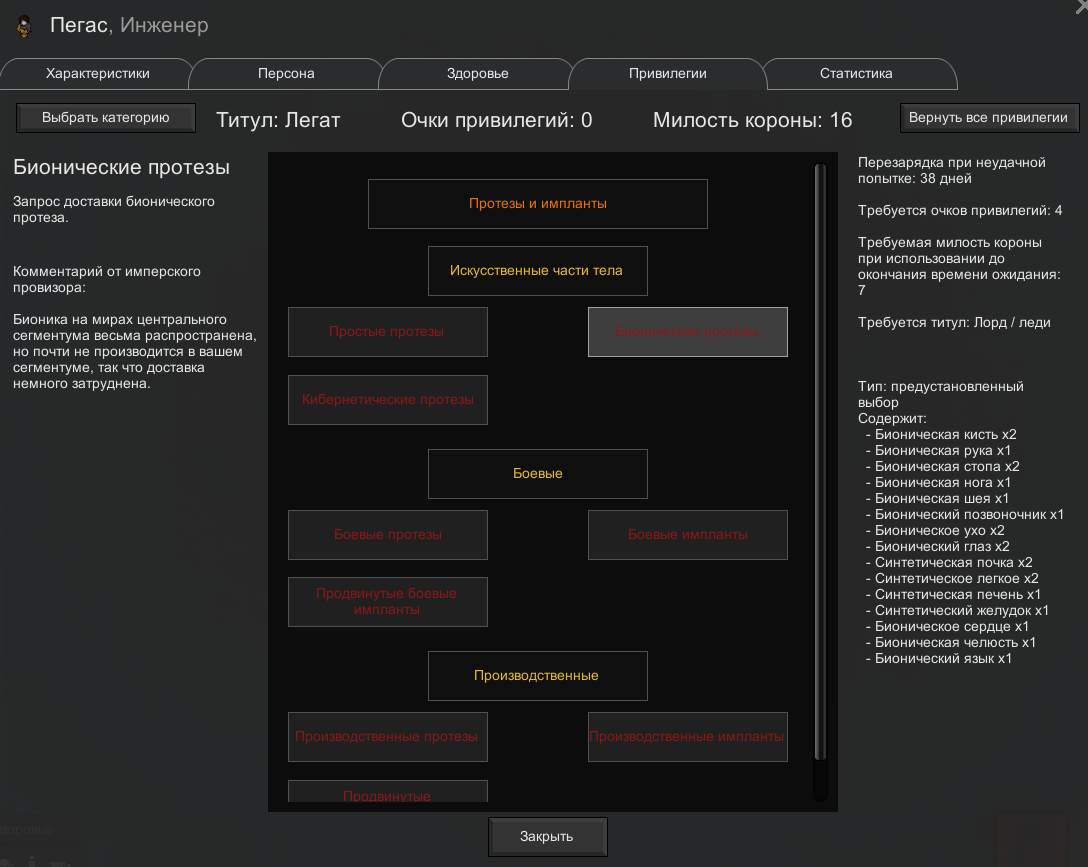 Пегас, Инженер
Характеристики
Персона
Здоровье
Привилегии
Статистика
Выбрать категорию
Титул: Легат
Очки привилегий: 0
Милость короны: 16
Вернуть все привилегии
Бионические протезы
Запрос доставки бионического
протеза.
Комментарий от имперского
провизора:
Бионика на мирах центрального
сегментума весьма распространена,
но почти не производится в вашем
сегментуме, так что доставка
немного затруднена.
Протезы и импланты
Искусственные части тела
Простые протезы
Бионические протезы
Кибернетические протезы
Боевые
Боевые протезы
Боевые импланты
Продвинутые боевые
импланты
Производственные
Производственные протезы
Производственные импланты
Продвинутые
Перезарядка при неудачной
попытке: 38 дней
Требуется очков привилегий: 4
Требуемая милость короны
при использовании до
окончания времени ожидания:
7
Требуется титул: Лорд / леди
Тип: предустановленный
выбор
Содержит:
- Бионическая кисть x2
- Бионическая рука x1
- Бионическая стопа x2
- Бионическая нога x1
- Бионическая шея x1
- Бионический позвоночник x1
- Бионическое ухо x2
- Бионический глаз x2
- Синтетическая почка x2
- Синтетическое легкое x2
- Синтетическая печень x1
- Синтетический желудок x1
- Бионическое сердце x1
- Бионическая челюсть x1
- Бионический язык x1
Закрыть